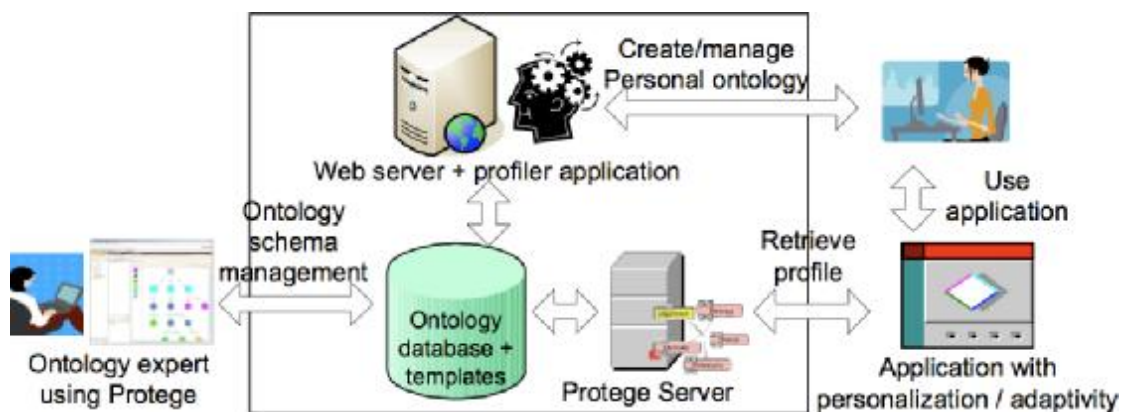 Create/manage
Personal ontology
Web server + profiler application
Ontology
schema
management
Use
application
Retrieve
profile
Ontology
database +
templates
Protege Server
Ontology expert
using Protege
Application with
personalization / adaptivity